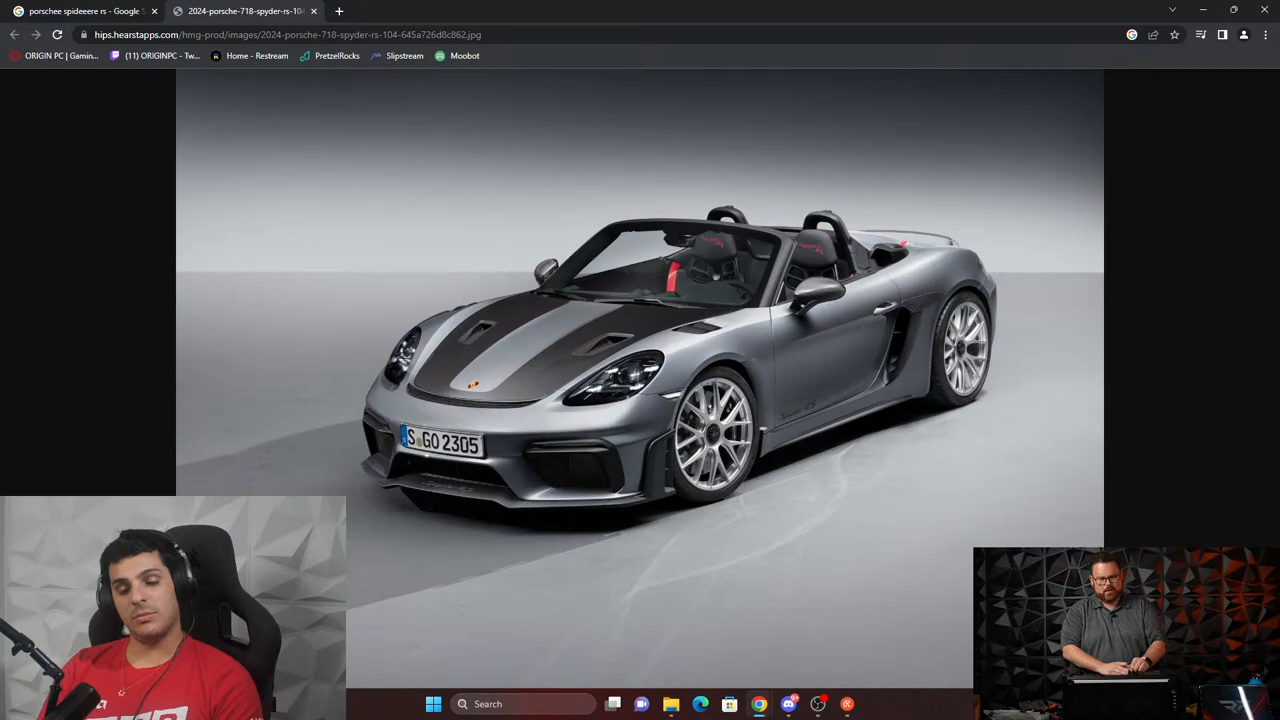 porschee spideeere rs - Google S
2024-porsche-718-spyder-rs-104
hips.hearstapps.com/hmg-prod/images/2024-porsche-718-spyder-rs-104-645a726d8c862.jpg
ORIGIN PC | Gamin...
(11) ORIGINPC - Tw...
Home - Restream
PretzelRocks
Slipstream
Moobot
S GO 2305
Search